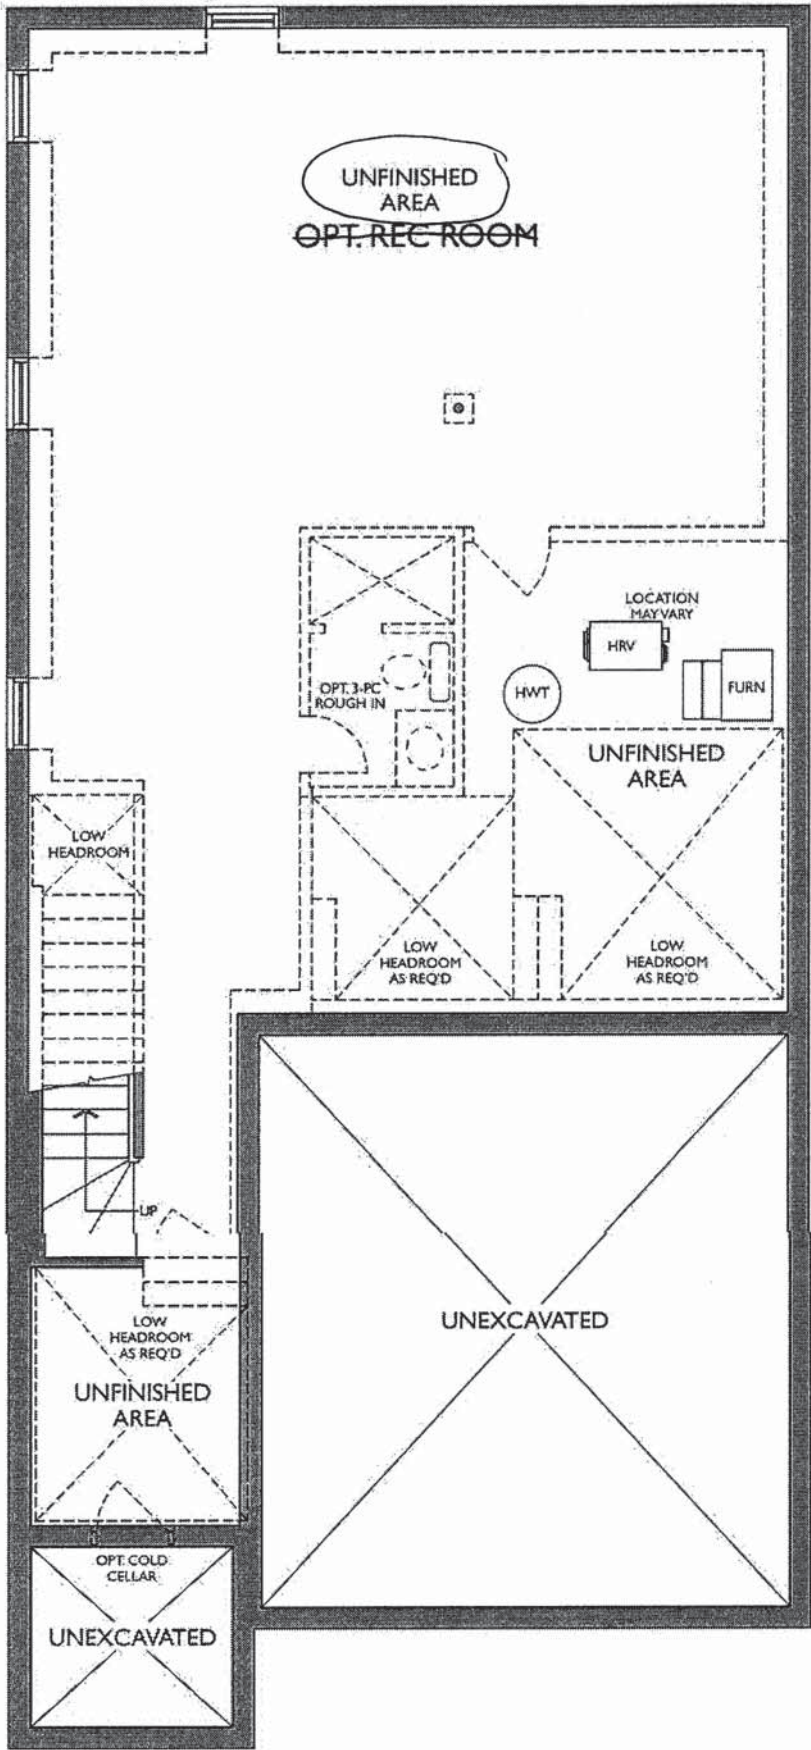 UNFINISHED
AREA
OPT. REC ROOM
LOCATION
MAY VARY
HRV
HWT
FURN
OPT. 3-PC
ROUGH IN
UNFINISHED
AREA
LOW
HEADROOM
LOW
HEADROOM
AS REQ'D
LOW
HEADROOM
AS REQ'D
UP
LOW
HEADROOM
AS REQ'D
UNFINISHED
AREA
UNEXCAVATED
OPT. COLD
CELLAR
UNEXCAVATED